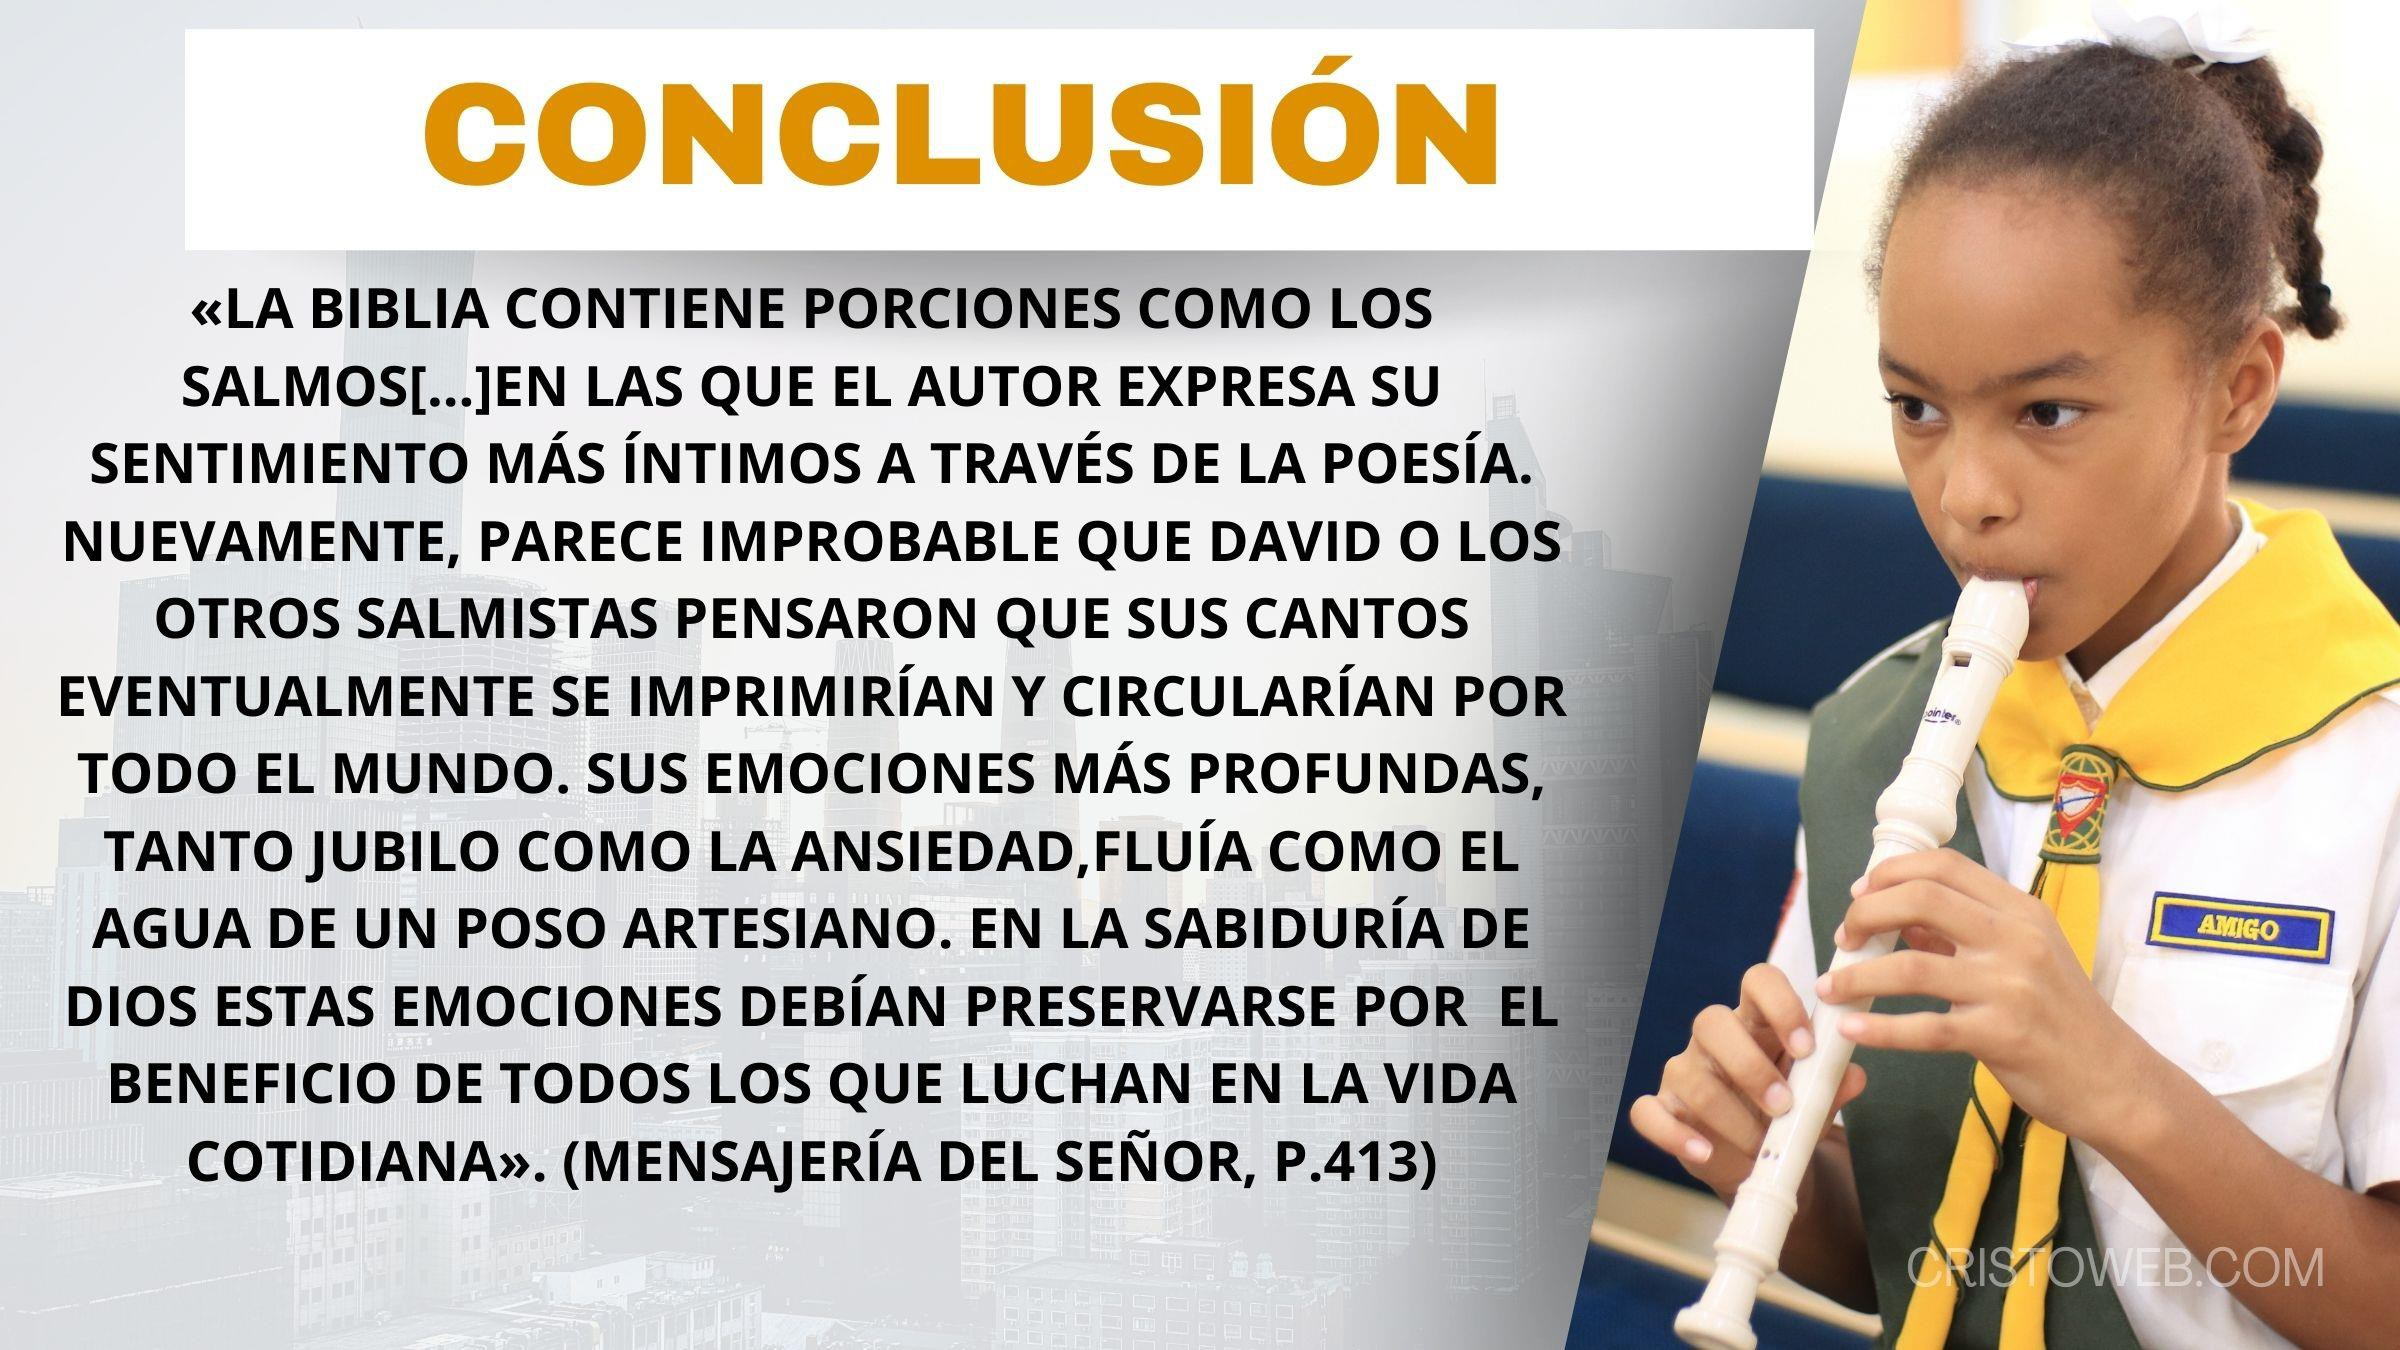 CONCLUSIÓN
«LA BIBLIA CONTIENE PORCIONES COMO LOS
SALMOS[...]EN LAS QUE EL AUTOR EXPRESA SU
SENTIMIENTO MÁS ÍNTIMOS A TRAVÉS DE LA POESÍA.
NUEVAMENTE, PARECE IMPROBABLE QUE DAVID O LOS
OTROS SALMISTAS PENSARON QUE SUS CANTOS
EVENTUALMENTE SE IMPRIMIRÍAN Y CIRCULARÍAN POR
TODO EL MUNDO. SUS EMOCIONES MÁS PROFUNDAS,
TANTO JUBILO COMO LA ANSIEDAD,FLUÍA COMO EL
AGUA DE UN POSO ARTESIANO. EN LA SABIDURÍA DE
DIOS ESTAS EMOCIONES DEBÍAN PRESERVARSE POR  EL
BENEFICIO DE TODOS LOS QUE LUCHAN EN LA VIDA
COTIDIANA». (MENSAJERÍA DEL SEÑOR, P.413)
AMIGO
CRISTOWEB.COM